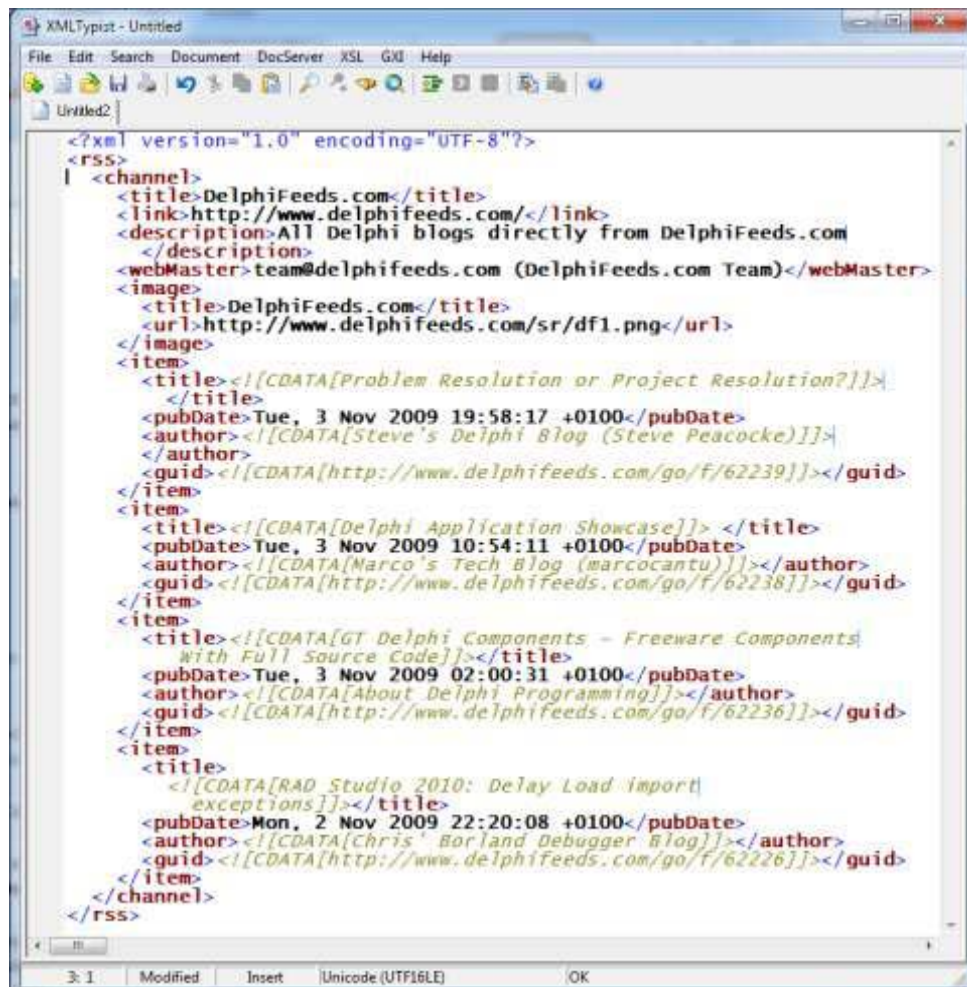 XMLTypist - Untitled
File Edit Search Document DocServer XSL GXI Help
Untitled2
<?xml version="1.0" encoding="UTF-8"?>
<rss>
<channel>
<title>DelphiFeeds.com</title>
<link>http://www.delphifeeds.com/</link>
<description>All Delphi blogs directly from DelphiFeeds.com
</description>
<webMaster>team@delphifeeds.com (DelphiFeeds.com Team)</webMaster>
<image>
<title>DelphiFeeds.com</title>
<url>http://www.delphifeeds.com/sr/df1.png</url>
</image>
<item>
<title><![CDATA[Problem Resolution or Project Resolution?]]>
</title>
<pubDate>Tue, 3 Nov 2009 19:58:17 +0100</pubDate>
<author><![CDATA[Steve's Delphi Blog (Steve Peacocke)]]>
</author>
<guid><![CDATA[http://www.delphifeeds.com/go/f/62239]]></guid>
</item>
<item>
<title><![CDATA[Delphi Application Showcase]]> </title>
<pubDate>Tue, 3 Nov 2009 10:54:11 +0100</pubDate>
<author><![CDATA[Marco's Tech Blog (marcocantu)]]></author>
<guid><![CDATA[http://www.delphifeeds.com/go/f/62238]]></guid>
</item>
<item>
<title><![CDATA[GT Delphi Components - Freeware Components
With Full Source Code]]></title>
<pubDate>Tue, 3 Nov 2009 02:00:31 +0100</pubDate>
<author><![CDATA[About Delphi Programming]]></author>
<guid><![CDATA[http://www.delphifeeds.com/go/f/62236]]></guid>
</item>
<item>
<title>
<![CDATA[RAD Studio 2010: Delay Load import
exceptions]]></title>
<pubDate>Mon, 2 Nov 2009 22:20:08 +0100</pubDate>
<author><![CDATA[Chris' Borland Debugger Blog]]></author>
<guid><![CDATA[http://www.delphifeeds.com/go/f/62226]]></guid>
</item>
</channel>
</rss>
3: 1 Modified Insert Unicode (UTF16LE) OK